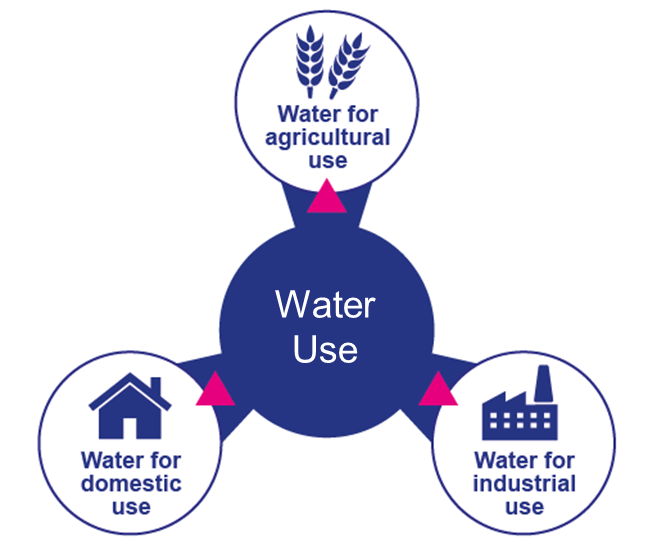 Water for
agricultural
use
Water
Use
Water for
domestic
use
Water for
industrial
use